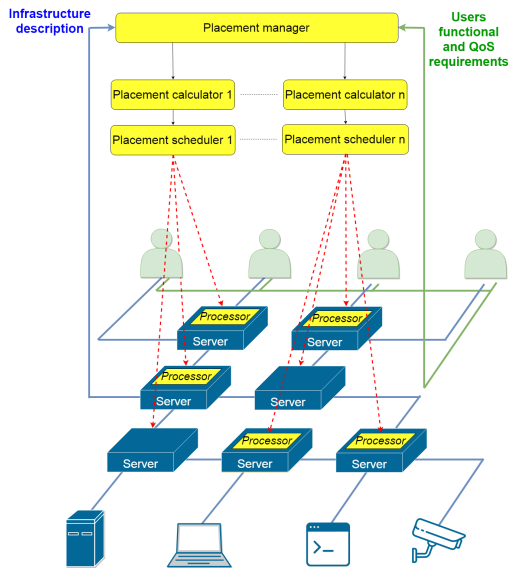 Infrastructure
description
Placement manager
Users
functional
and QoS
requirements
Placement calculator 1
Placement calculator n
Placement scheduler 1
Placement scheduler n
Processor
Server
Processor
Server
Processor
Server
Server
Server
Processor
Server
Processor
Server
>_